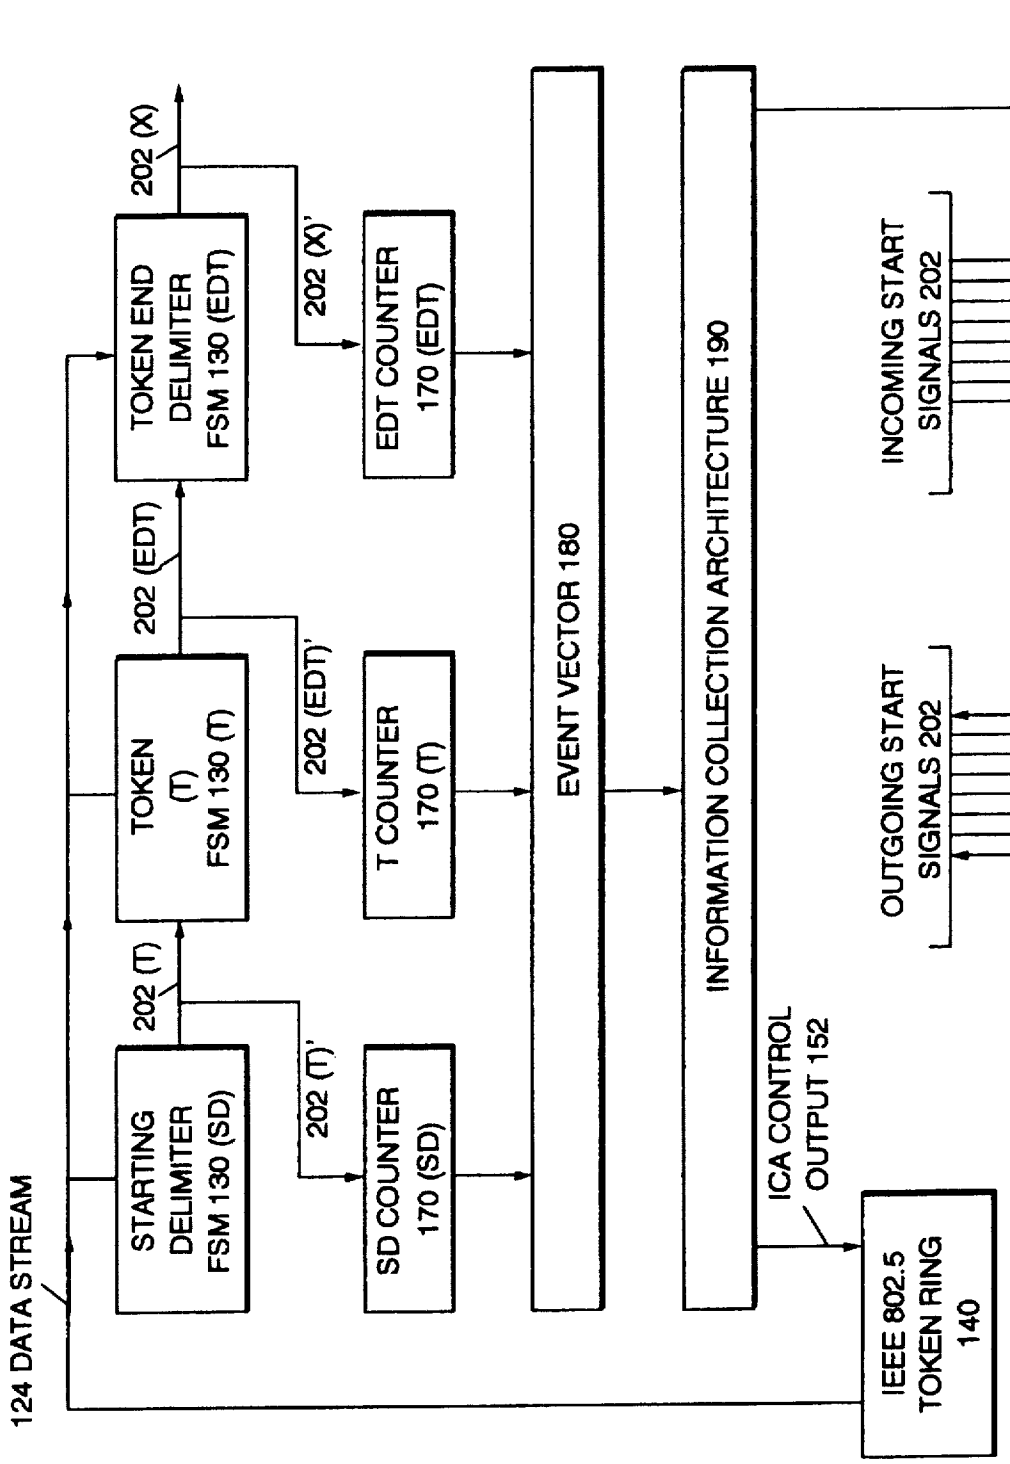 124 DATA STREAM
STARTING
DELIMITER
FSM 130 (SD)
202 (T)
TOKEN
(T)
FSM 130 (T)
202 (EDT)
TOKEN END
DELIMITER
FSM 130 (EDT)
202 (X)
202 (T)'
202 (EDT)'
202 (X)'
SD COUNTER
170 (SD)
T COUNTER
170 (T)
EDT COUNTER
170 (EDT)
EVENT VECTOR 180
INFORMATION COLLECTION ARCHITECTURE 190
ICA CONTROL
OUTPUT 152
IEEE 802.5
TOKEN RING
140
OUTGOING START
SIGNALS 202
INCOMING START
SIGNALS 202